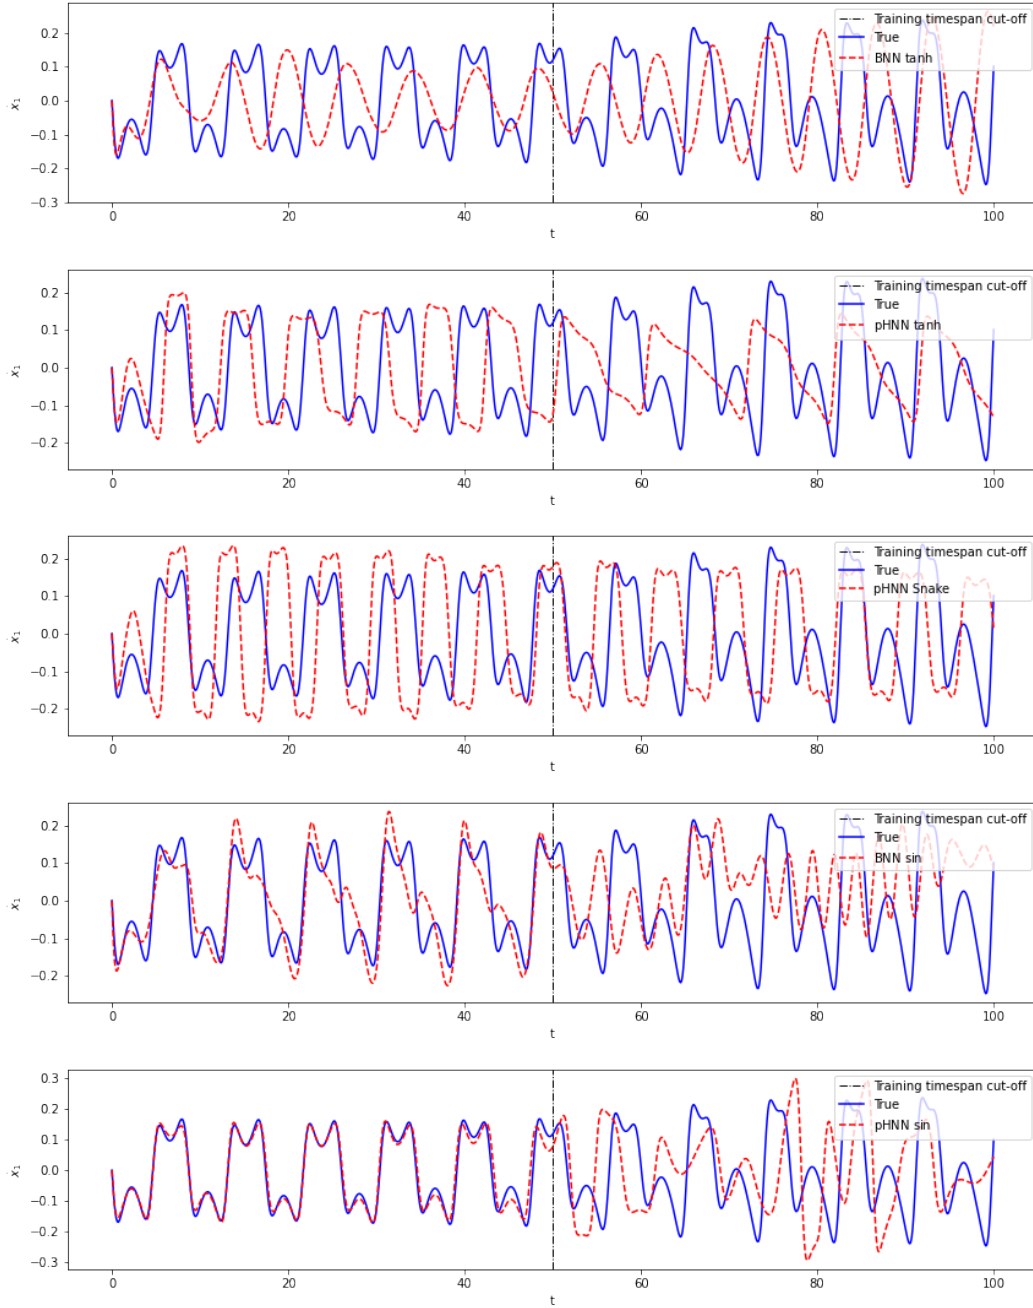 Training timespan cut-off
True
BNN tanh
0.2
0.1
0.0
−0.1
−0.2
−0.3
ẋ₁
0 20 40 60 80 100
t
Training timespan cut-off
True
pHNN tanh
0.2
0.1
0.0
−0.1
−0.2
ẋ₁
0 20 40 60 80 100
t
Training timespan cut-off
True
pHNN Snake
0.2
0.1
0.0
−0.1
−0.2
ẋ₁
0 20 40 60 80 100
t
Training timespan cut-off
True
BNN sin
0.2
0.1
0.0
−0.1
−0.2
ẋ₁
0 20 40 60 80 100
t
Training timespan cut-off
True
pHNN sin
0.3
0.2
0.1
0.0
−0.1
−0.2
−0.3
ẋ₁
0 20 40 60 80 100
t